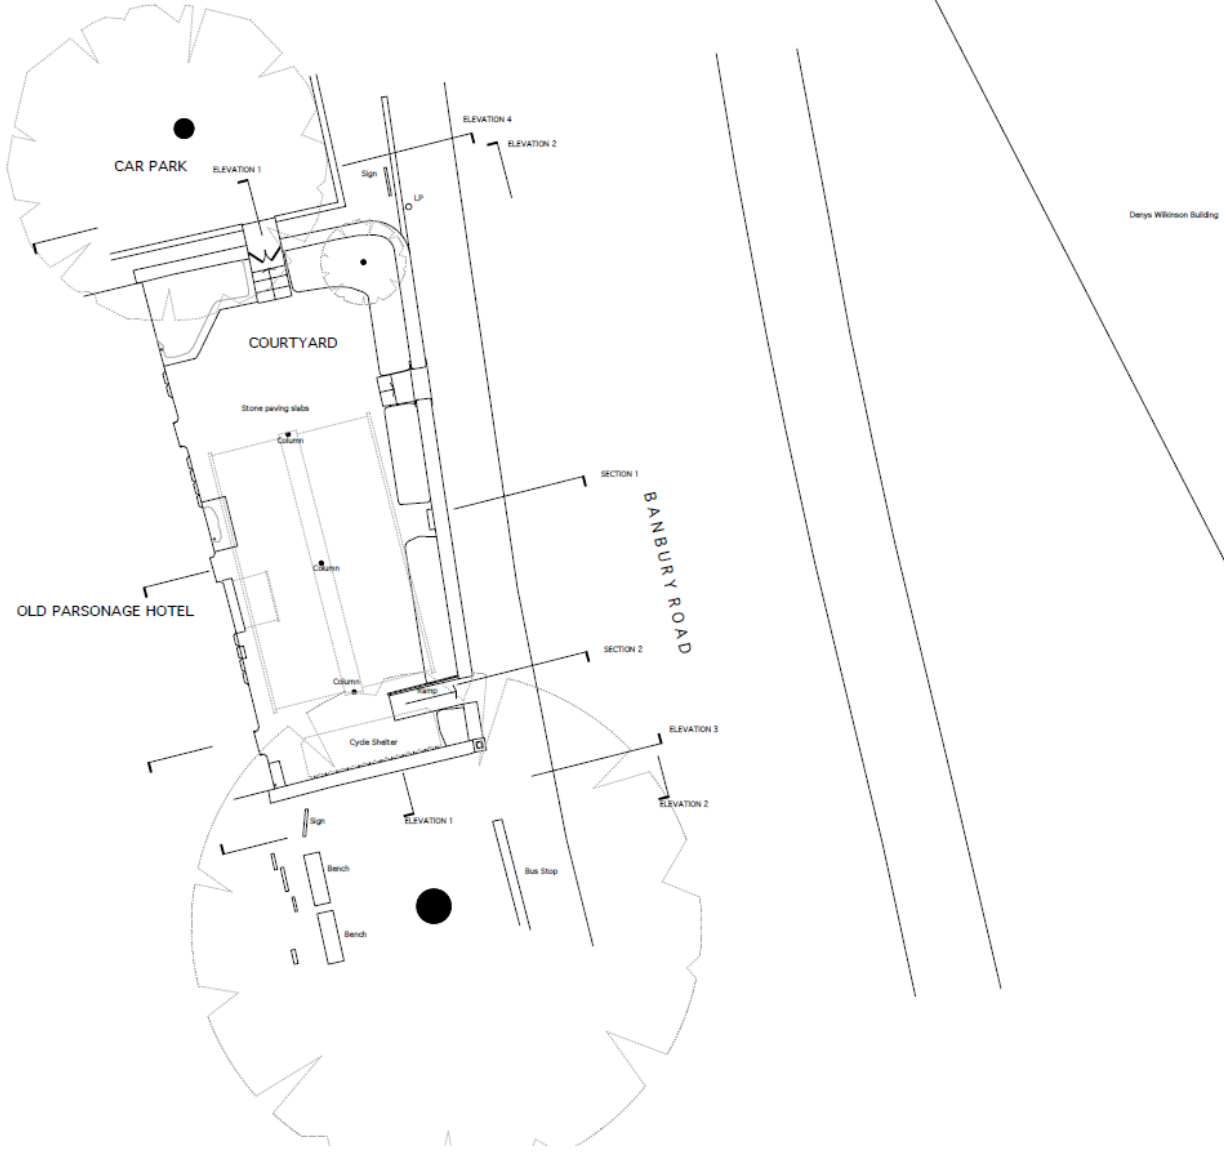 ELEVATION 4
ELEVATION 2
CAR PARK
ELEVATION 1
Sign
LP
Denys Wilkinson Building
COURTYARD
Stone paving slabs
Column
SECTION 1
BANBURY ROAD
Column
OLD PARSONAGE HOTEL
SECTION 2
Column
Ramp
ELEVATION 3
Cycle Shelter
ELEVATION 2
Sign
ELEVATION 1
Bench
Bus Stop
Bench